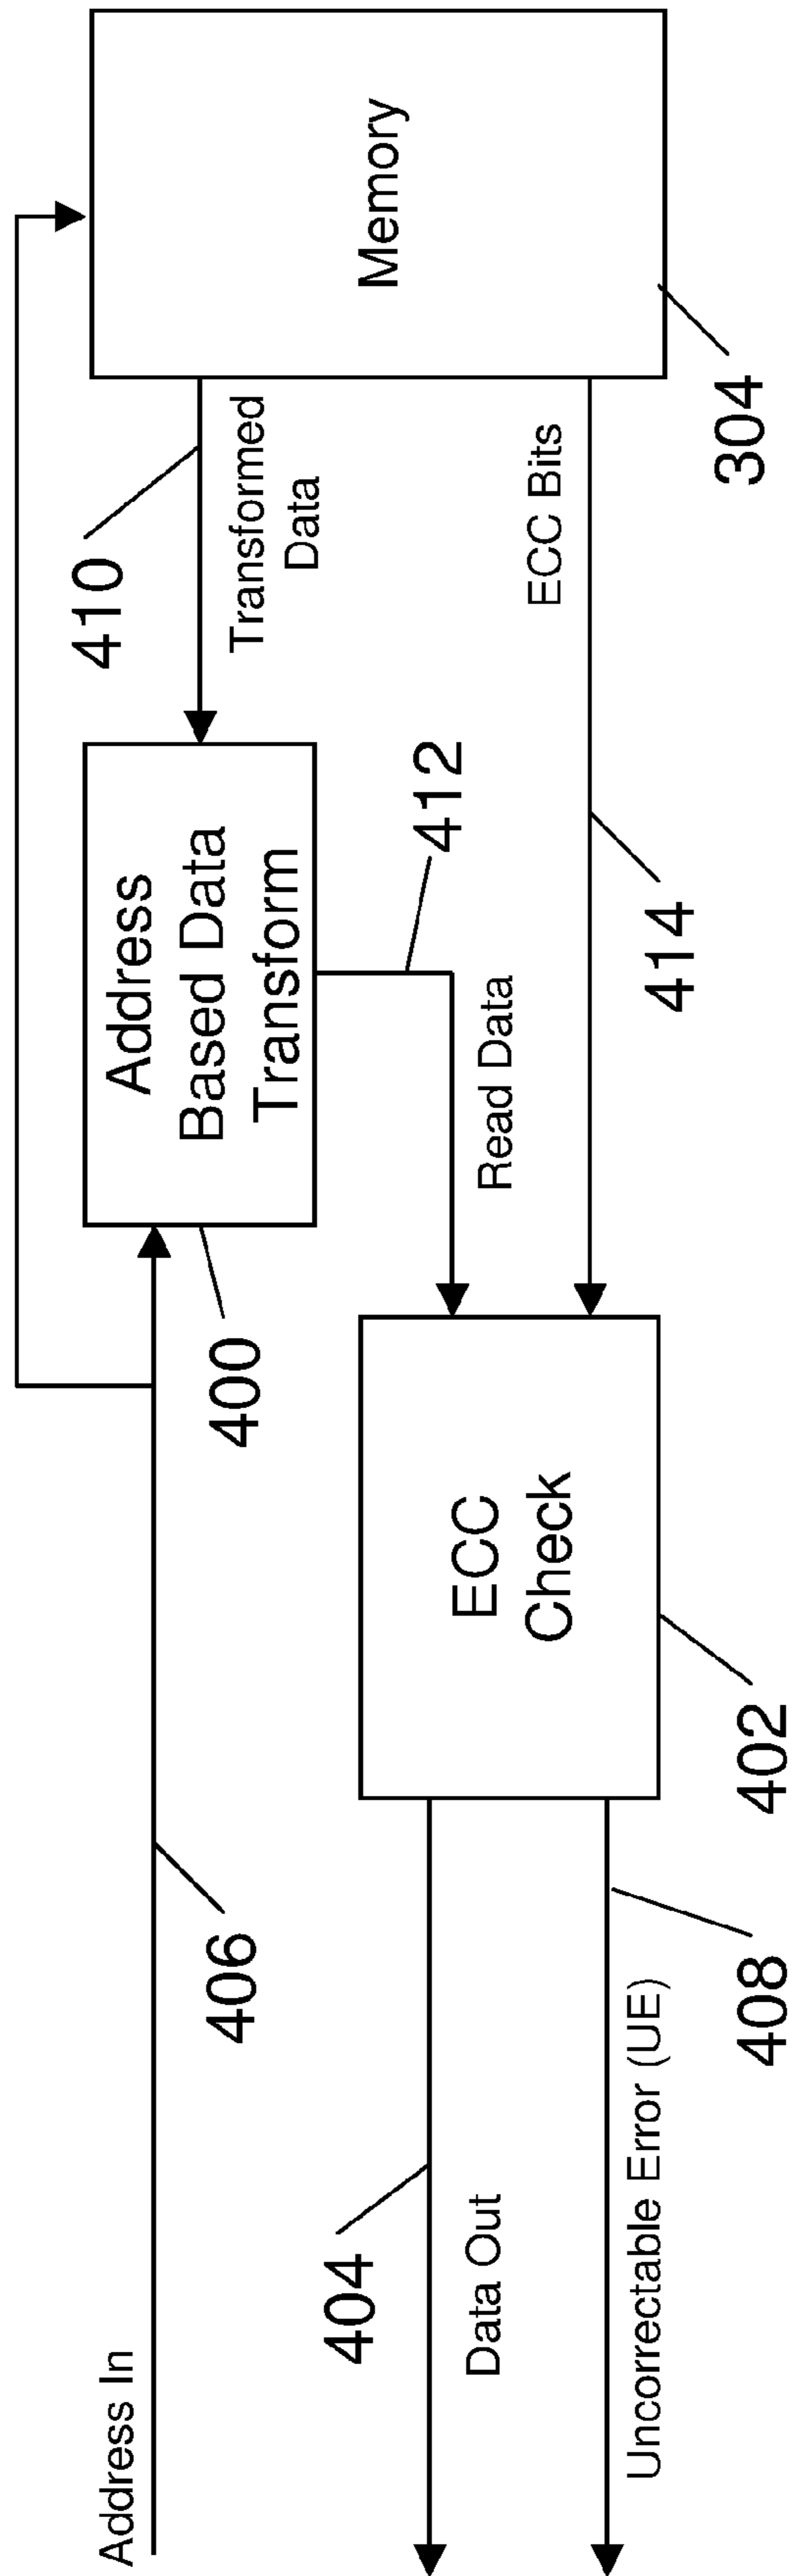 Address In
406
400
Address
Based Data
Transform
410
Transformed
Data
Memory
304
412
Read Data
ECC Bits
414
ECC
Check
402
404
Data Out
408
Uncorrectable Error (UE)